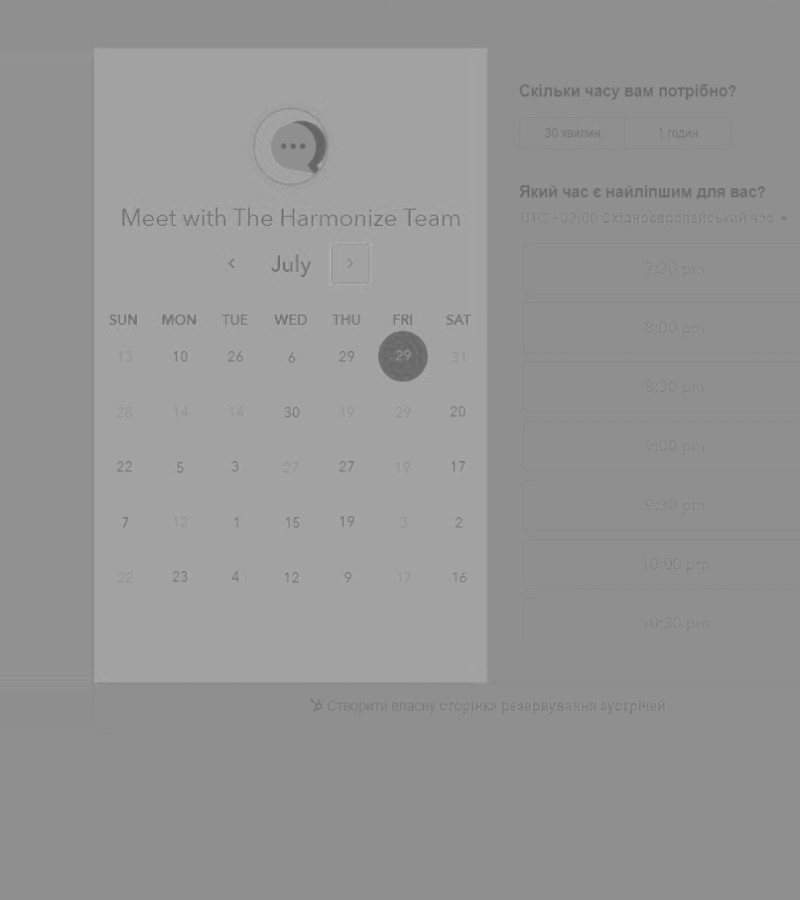 Meet with The Harmonize Team
July
SUN MON TUE WED THU FRI SAT
13 10 26 6 29 29 31
28 14 14 30 19 29 20
22 5 3 27 27 19 17
7 12 1 15 19 3 2
22 23 4 12 9 17 16
Скільки часу вам потрібно?
30 хвилин 1 годин
Який час є найліпшим для вас?
UTC +03:00 Східноєвропейський час
7:30 pm
8:00 pm
8:30 pm
9:00 pm
9:30 pm
10:00 pm
10:30 pm
Створити власну сторінка резервування зустрічей